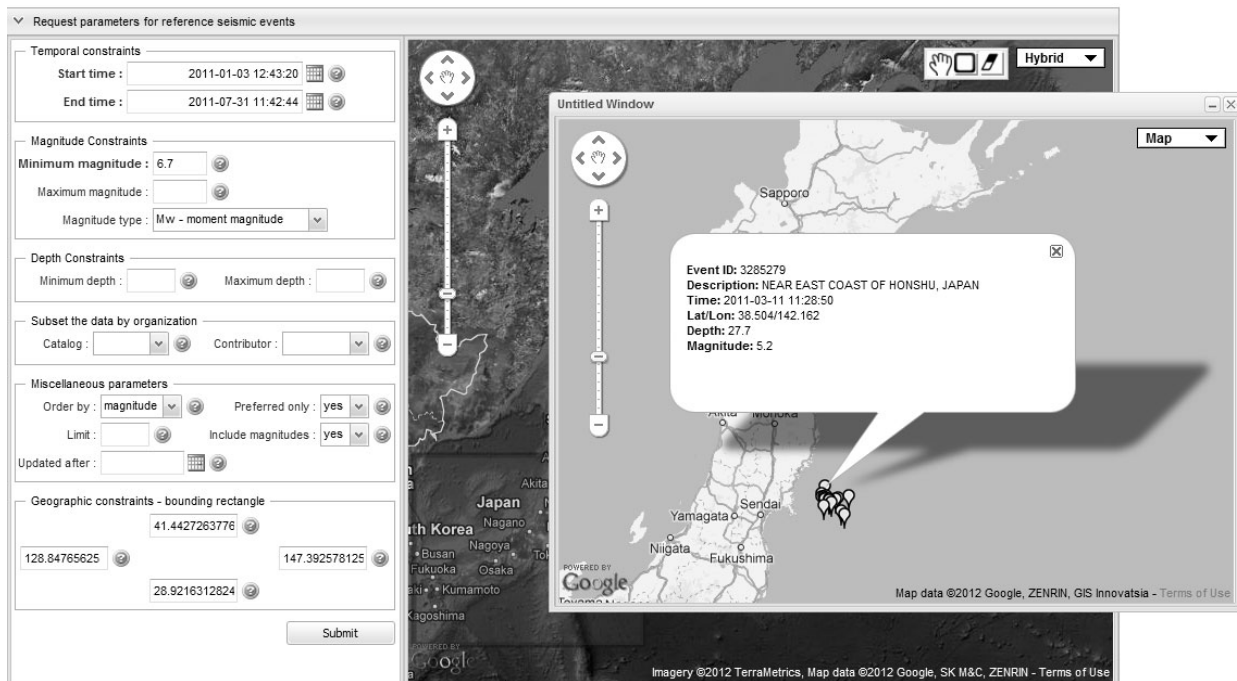 Request parameters for reference seismic events
Temporal constraints
Start time : 2011-01-03 12:43:20
End time : 2011-07-31 11:42:44
Magnitude Constraints
Minimum magnitude : 6.7
Maximum magnitude :
Magnitude type : Mw - moment magnitude
Depth Constraints
Minimum depth : Maximum depth :
Subset the data by organization
Catalog : Contributor :
Miscellaneous parameters
Order by : magnitude Preferred only : yes
Limit : Include magnitudes : yes
Updated after :
Geographic constraints - bounding rectangle
41.4427263776
128.84765625 147.392578125
28.9216312824
Submit
Hybrid
Akita
Japan
th Korea
Nagano
Busan
Nagoya
Fukuoka Osaka
Kumamoto
Kagoshima
POWERED BY
Google
Imagery ©2012 TerraMetrics, Map data ©2012 Google, SK M&C, ZENRIN - Terms of Use
Untitled Window
Map
Sapporo
Event ID: 3285279
Description: NEAR EAST COAST OF HONSHU, JAPAN
Time: 2011-03-11 11:28:50
Lat/Lon: 38.504/142.162
Depth: 27.7
Magnitude: 5.2
Akita Morioka
Sendai
Yamagata
Niigata
Fukushima
POWERED BY
Google
Map data ©2012 Google, ZENRIN, GIS Innovatsia - Terms of Use